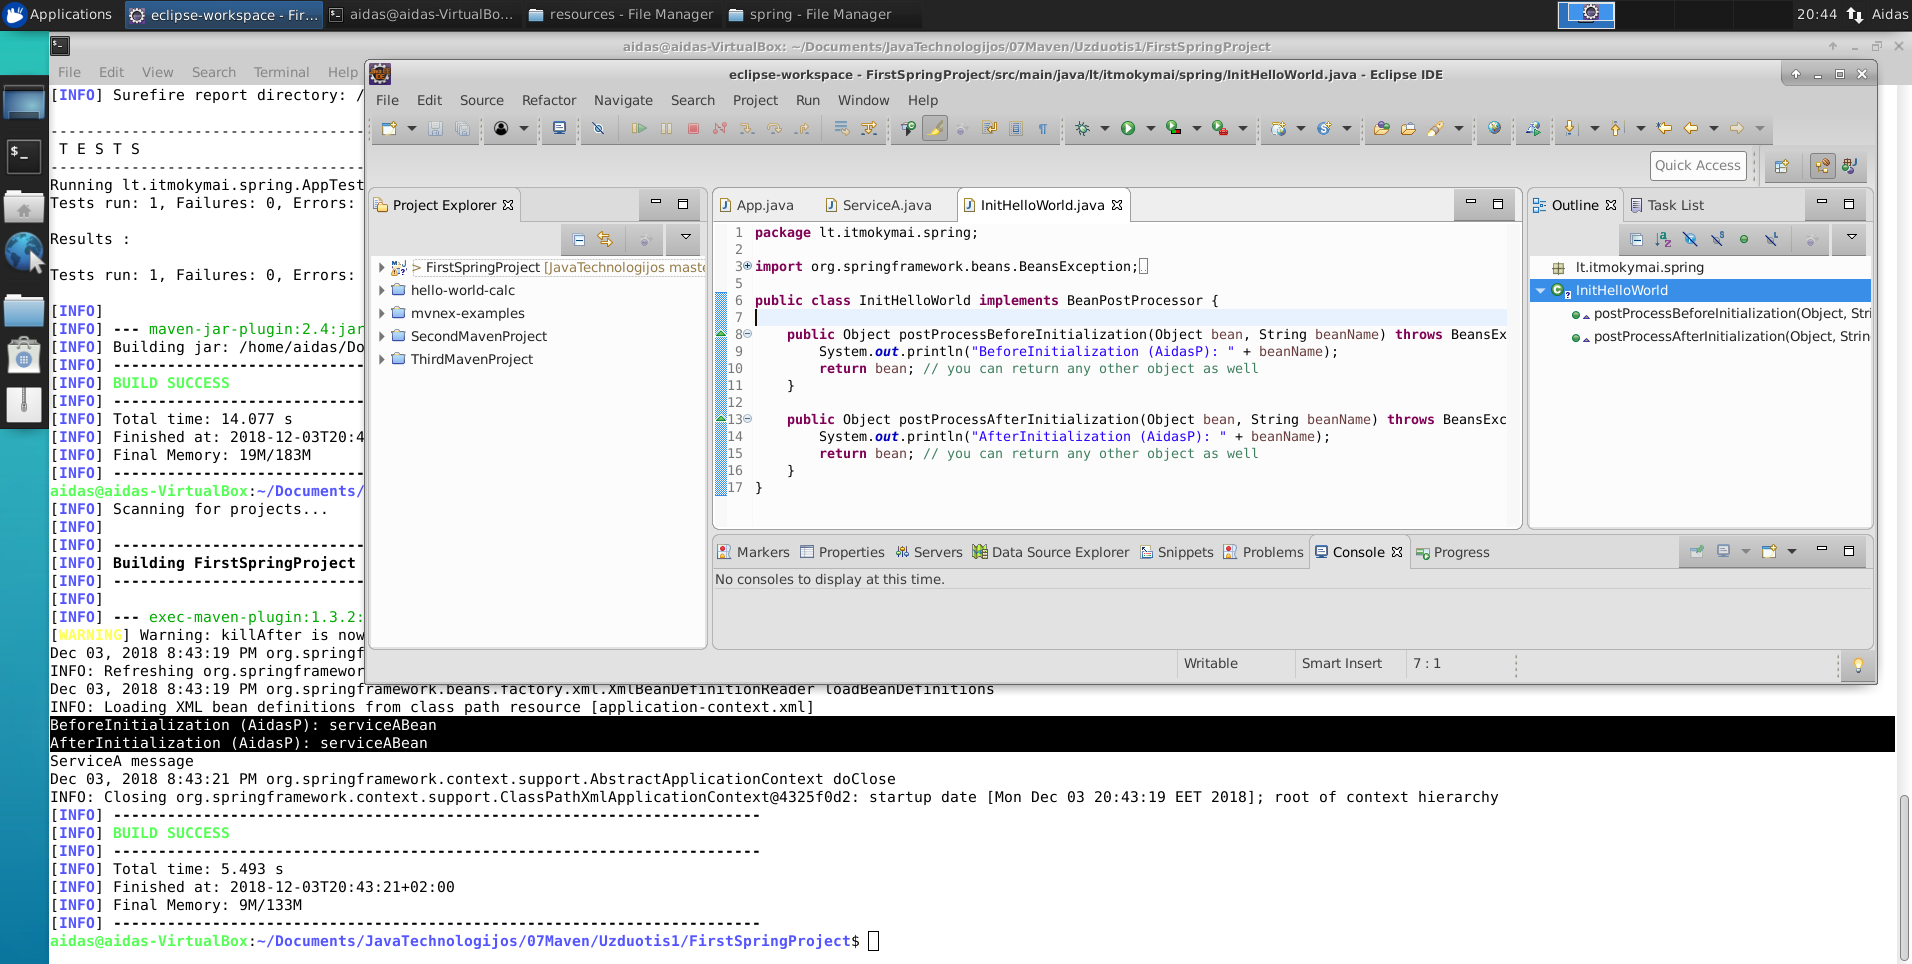 Applications
eclipse-workspace - Fir...
aidas@aidas-VirtualBo...
resources - File Manager
spring - File Manager
20:44
Aidas
aidas@aidas-VirtualBox: ~/Documents/JavaTechnologijos/07Maven/Uzduotis1/FirstSpringProject
File Edit View Search Terminal Help
[INFO] Surefire report directory: /
-----------------------------------
T E S T S
-----------------------------------
Running lt.itmokymai.spring.AppTest
Tests run: 1, Failures: 0, Errors:
Results :
Tests run: 1, Failures: 0, Errors:
[INFO]
[INFO] --- maven-jar-plugin:2.4:jar
[INFO] Building jar: /home/aidas/Do
[INFO] ----------------------------
[INFO] BUILD SUCCESS
[INFO] ----------------------------
[INFO] Total time: 14.077 s
[INFO] Finished at: 2018-12-03T20:4
[INFO] Final Memory: 19M/183M
[INFO] ----------------------------
aidas@aidas-VirtualBox:~/Documents/
[INFO] Scanning for projects...
[INFO]
[INFO] ----------------------------
[INFO] Building FirstSpringProject
[INFO] ----------------------------
[INFO]
[INFO] --- exec-maven-plugin:1.3.2:
[WARNING] Warning: killAfter is now
Dec 03, 2018 8:43:19 PM org.springf
INFO: Refreshing org.springframewor
Dec 03, 2018 8:43:19 PM org.springframework.beans.factory.xml.XmlBeanDefinitionReader loadBeanDefinitions
INFO: Loading XML bean definitions from class path resource [application-context.xml]
BeforeInitialization (AidasP): serviceABean
AfterInitialization (AidasP): serviceABean
ServiceA message
Dec 03, 2018 8:43:21 PM org.springframework.context.support.AbstractApplicationContext doClose
INFO: Closing org.springframework.context.support.ClassPathXmlApplicationContext@4325f0d2: startup date [Mon Dec 03 20:43:19 EET 2018]; root of context hierarchy
[INFO] ------------------------------------------------------------------------
[INFO] BUILD SUCCESS
[INFO] ------------------------------------------------------------------------
[INFO] Total time: 5.493 s
[INFO] Finished at: 2018-12-03T20:43:21+02:00
[INFO] Final Memory: 9M/133M
[INFO] ------------------------------------------------------------------------
aidas@aidas-VirtualBox:~/Documents/JavaTechnologijos/07Maven/Uzduotis1/FirstSpringProject$
eclipse-workspace - FirstSpringProject/src/main/java/lt/itmokymai/spring/InitHelloWorld.java - Eclipse IDE
File Edit Source Refactor Navigate Search Project Run Window Help
Quick Access
Project Explorer
> FirstSpringProject [JavaTechnologijos maste
hello-world-calc
mvnex-examples
SecondMavenProject
ThirdMavenProject
App.java
ServiceA.java
InitHelloWorld.java
1 package lt.itmokymai.spring;
2
3 import org.springframework.beans.BeansException;
5
6 public class InitHelloWorld implements BeanPostProcessor {
7
8 public Object postProcessBeforeInitialization(Object bean, String beanName) throws BeansEx
9 System.out.println("BeforeInitialization (AidasP): " + beanName);
10 return bean; // you can return any other object as well
11 }
12
13 public Object postProcessAfterInitialization(Object bean, String beanName) throws BeansExc
14 System.out.println("AfterInitialization (AidasP): " + beanName);
15 return bean; // you can return any other object as well
16 }
17 }
Outline
Task List
lt.itmokymai.spring
InitHelloWorld
postProcessBeforeInitialization(Object, Stri
postProcessAfterInitialization(Object, Strin
Markers
Properties
Servers
Data Source Explorer
Snippets
Problems
Console
Progress
No consoles to display at this time.
Writable
Smart Insert
7 : 1